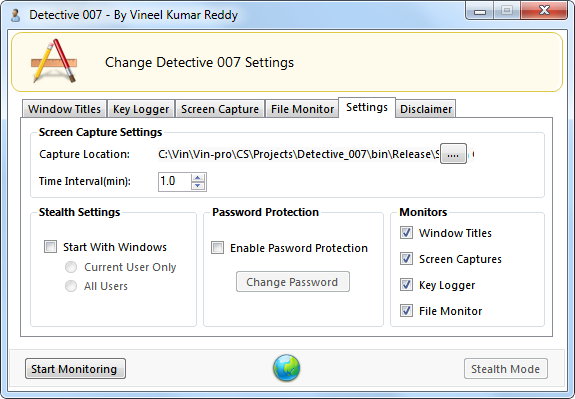 Detective 007 - By Vineel Kumar Reddy
Change Detective 007 Settings
Window Titles Key Logger Screen Capture File Monitor Settings Disclaimer
Screen Capture Settings
Capture Location: C:\Vin\Vin-pro\CS\Projects\Detective_007\bin\Release\S ....
Time Interval(min): 1.0
Stealth Settings Password Protection Monitors
Start With Windows Enable Pasword Protection Window Titles
Current User Only Screen Captures
All Users Change Password Key Logger
File Monitor
Start Monitoring Stealth Mode